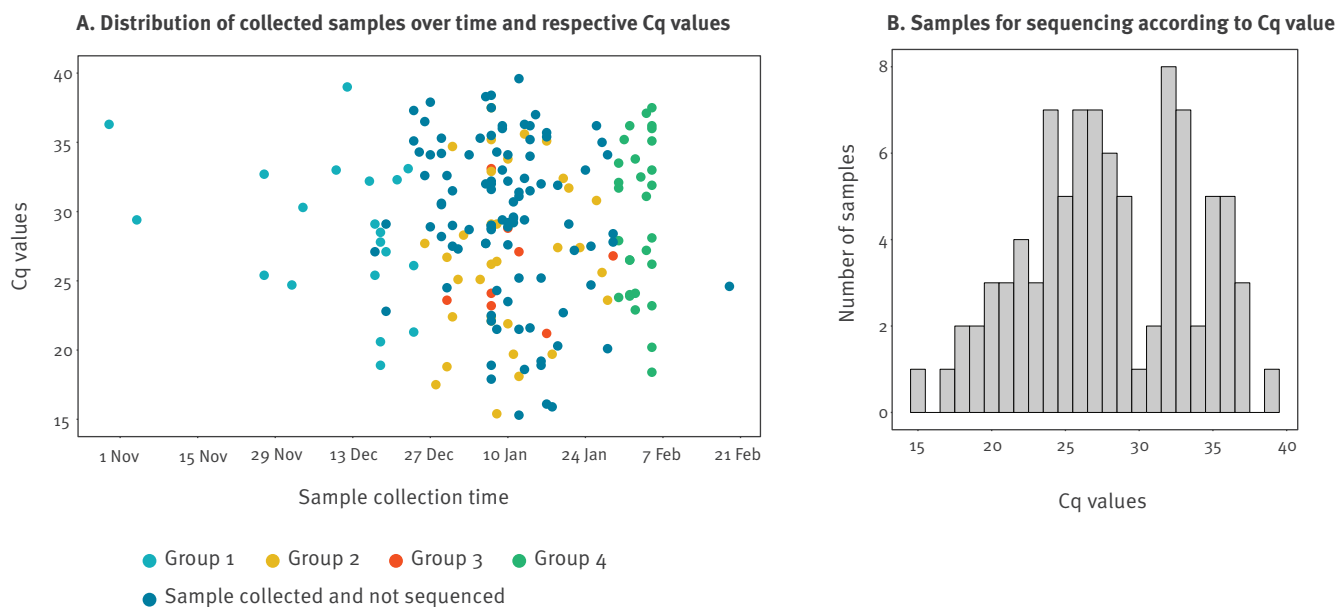 A. Distribution of collected samples over time and respective Cq values
40
35
30
25
20
15
Cq values
1 Nov 15 Nov 29 Nov 13 Dec 27 Dec 10 Jan 24 Jan 7 Feb 21 Feb
Sample collection time
Group 1 Group 2 Group 3 Group 4
Sample collected and not sequenced
B. Samples for sequencing according to Cq value
8
6
4
2
0
Number of samples
15 20 25 30 35 40
Cq values